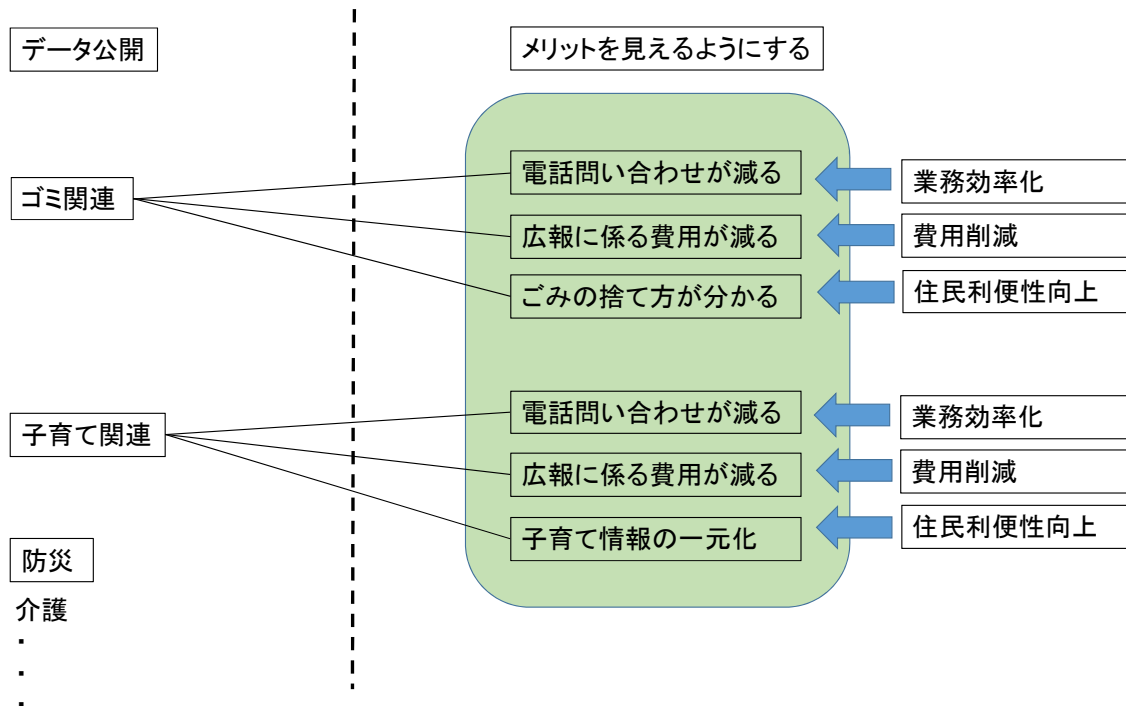 データ公開
メリットを見えるようにする
ゴミ関連
電話問い合わせが減る
業務効率化
広報に係る費用が減る
費用削減
ごみの捨て方が分かる
住民利便性向上
子育て関連
電話問い合わせが減る
業務効率化
広報に係る費用が減る
費用削減
子育て情報の一元化
住民利便性向上
防災
介護
・
・
・